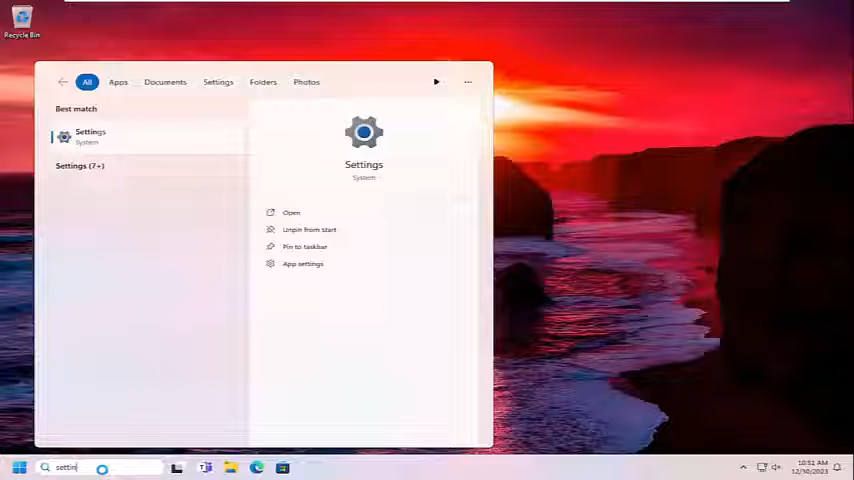 Recycle Bin
All Apps Documents Settings Folders Photos
Best match
Settings
System
Settings (7+)
Settings
System
Open
Unpin from Start
Pin to taskbar
App settings
settin
10:51 AM
12/30/2023